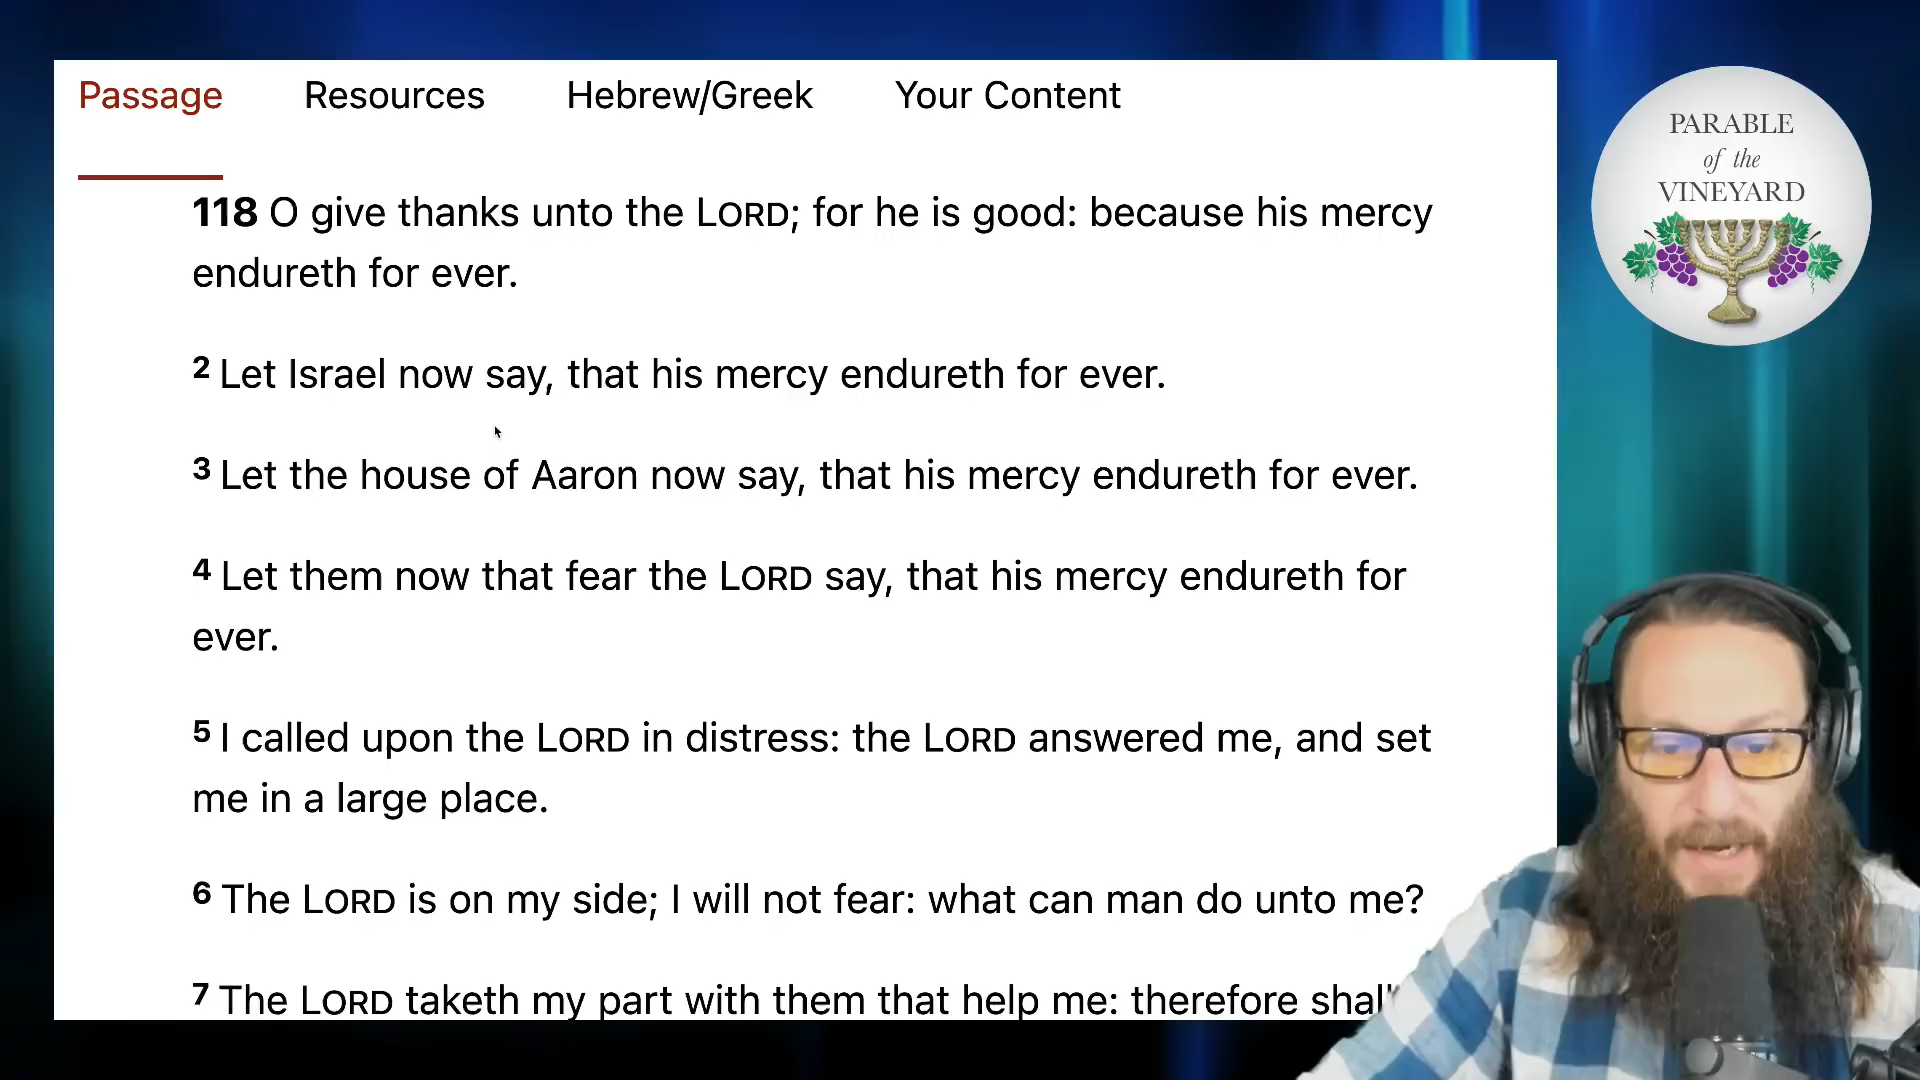 Passage Resources Hebrew/Greek Your Content
118 O give thanks unto the LORD; for he is good: because his mercy
endureth for ever.
2 Let Israel now say, that his mercy endureth for ever.
3 Let the house of Aaron now say, that his mercy endureth for ever.
4 Let them now that fear the LORD say, that his mercy endureth for
ever.
5 I called upon the LORD in distress: the LORD answered me, and set
me in a large place.
6 The LORD is on my side; I will not fear: what can man do unto me?
7 The LORD taketh my part with them that help me: therefore
PARABLE
of the
VINEYARD